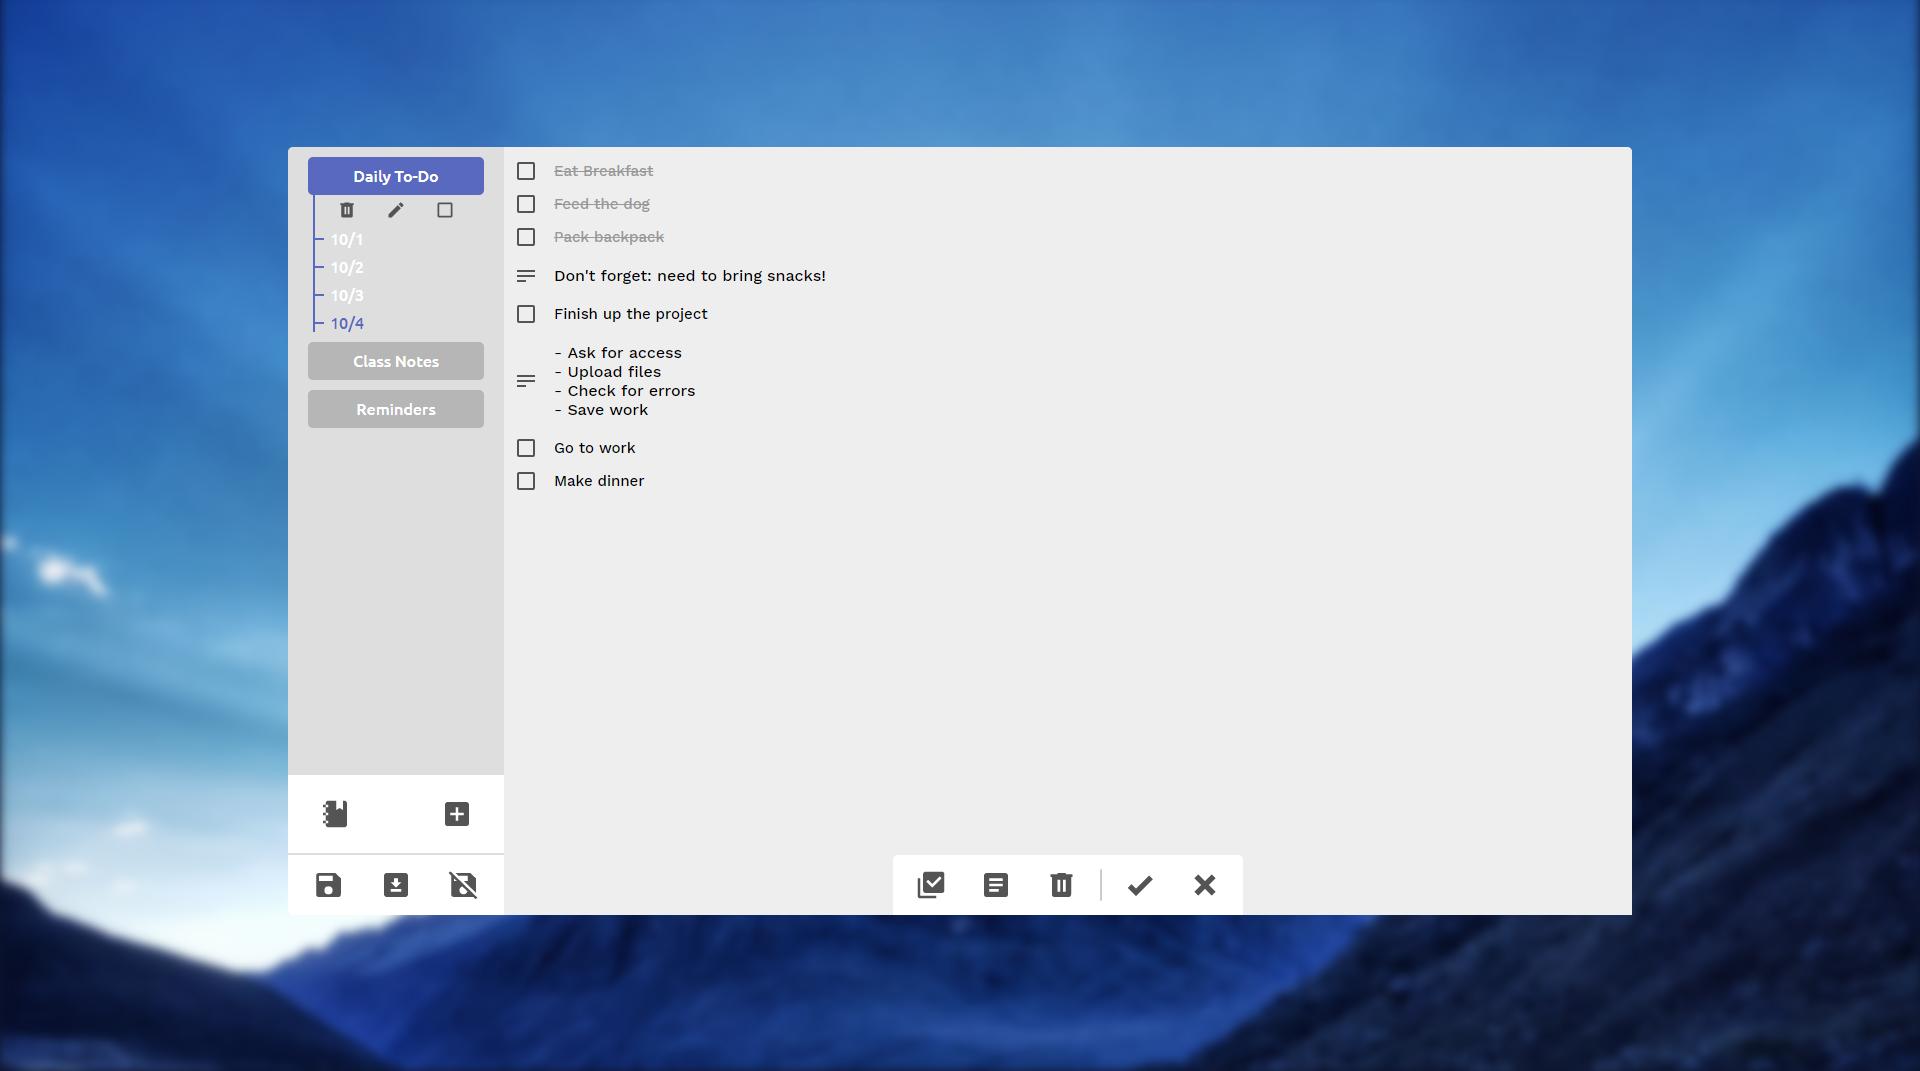 Daily To-Do
10/1
10/2
10/3
10/4
Class Notes
Reminders
Eat Breakfast
Feed the dog
Pack backpack
Don't forget: need to bring snacks!
Finish up the project
- Ask for access
- Upload files
- Check for errors
- Save work
Go to work
Make dinner